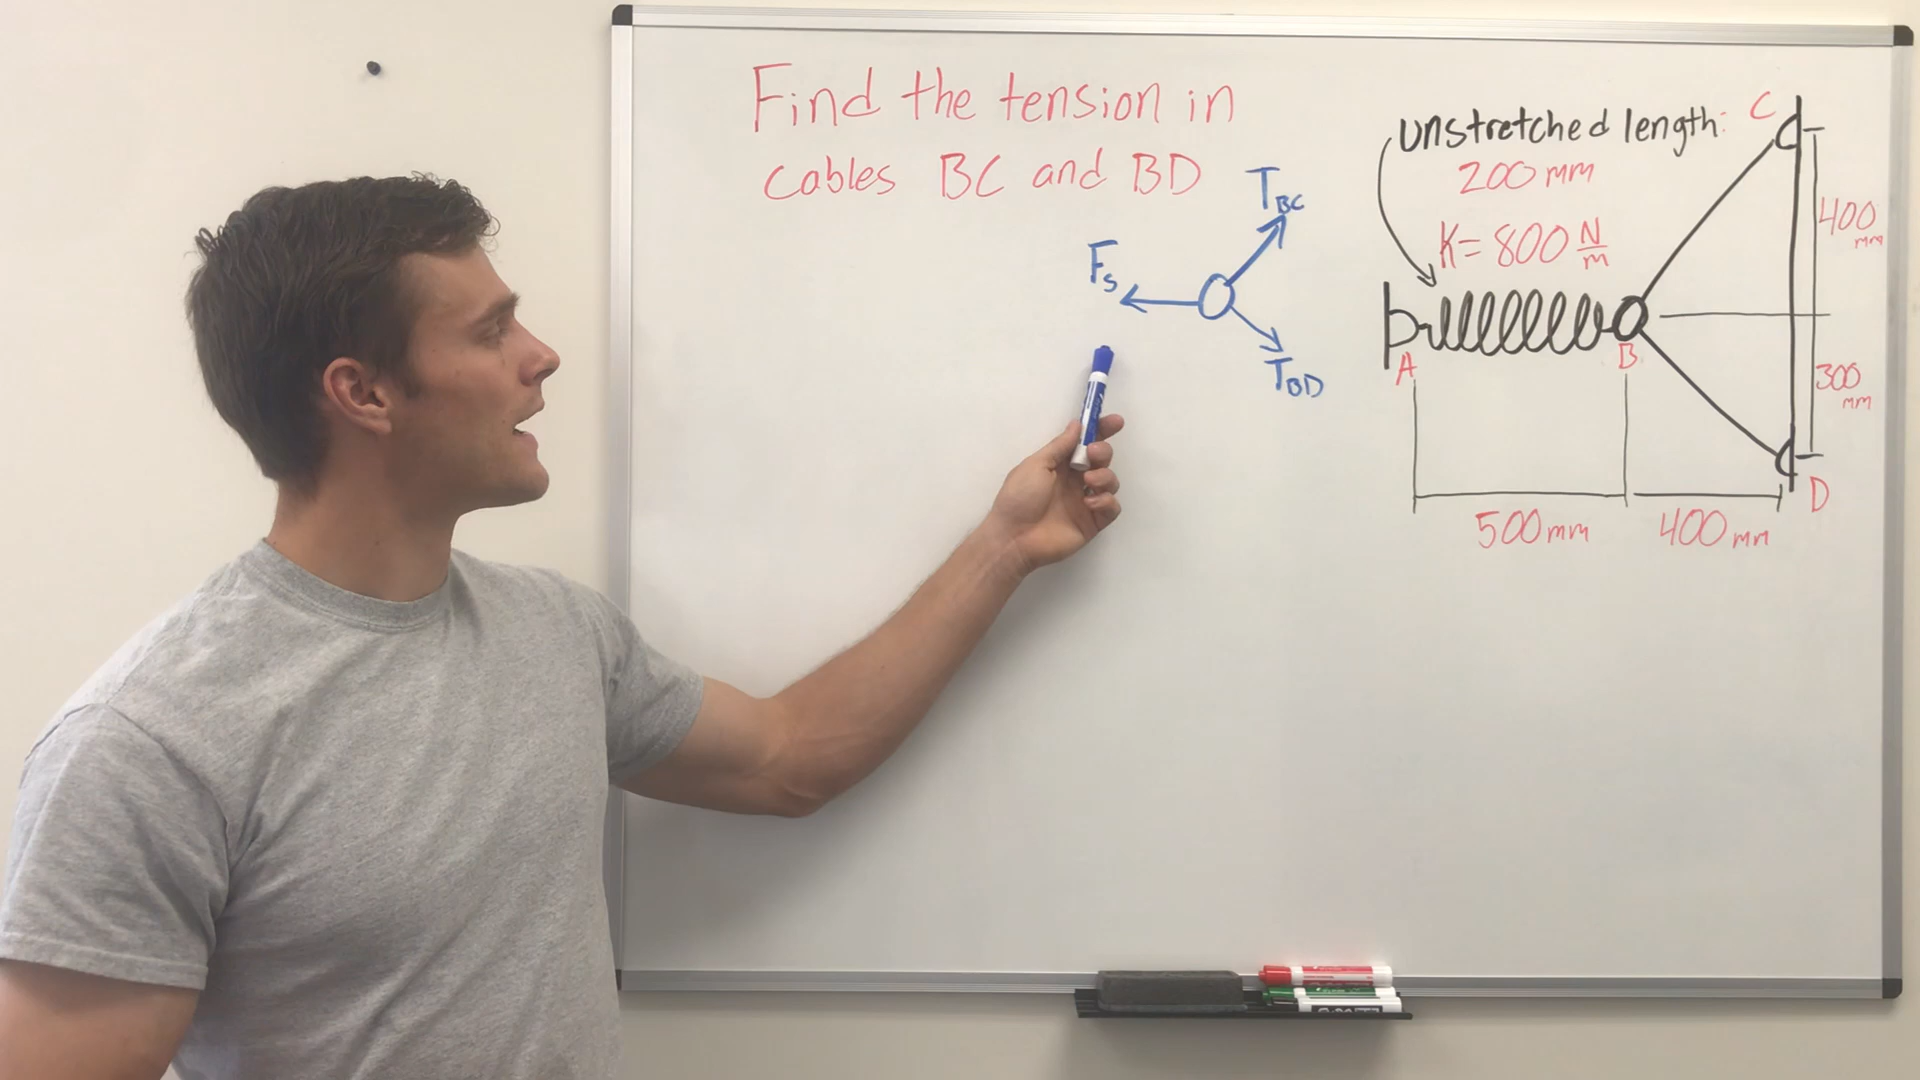 Find the tension in
cables BC and BD
T_BC
F_s
T_BD
unstretched length:
200 mm
K = 800 N/m
C
400 mm
A
B
300 mm
D
500 mm
400 mm